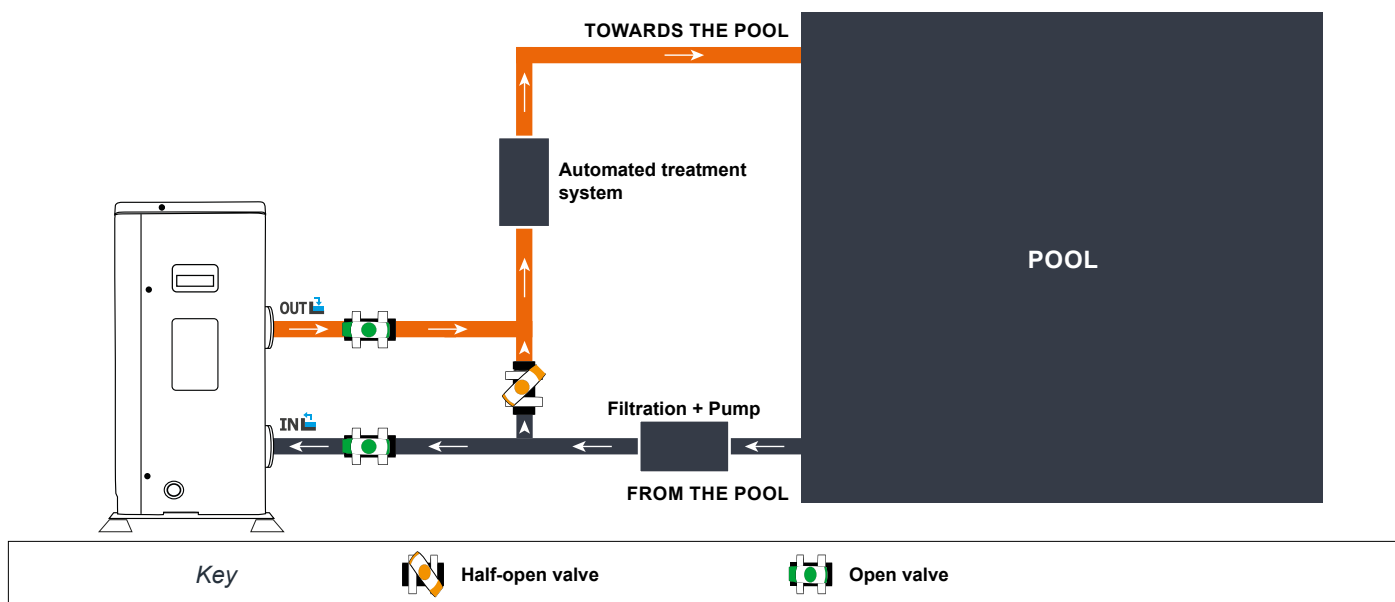 TOWARDS THE POOL
Automated treatment
system
POOL
OUT
IN
Filtration + Pump
FROM THE POOL
Key
Half-open valve
Open valve